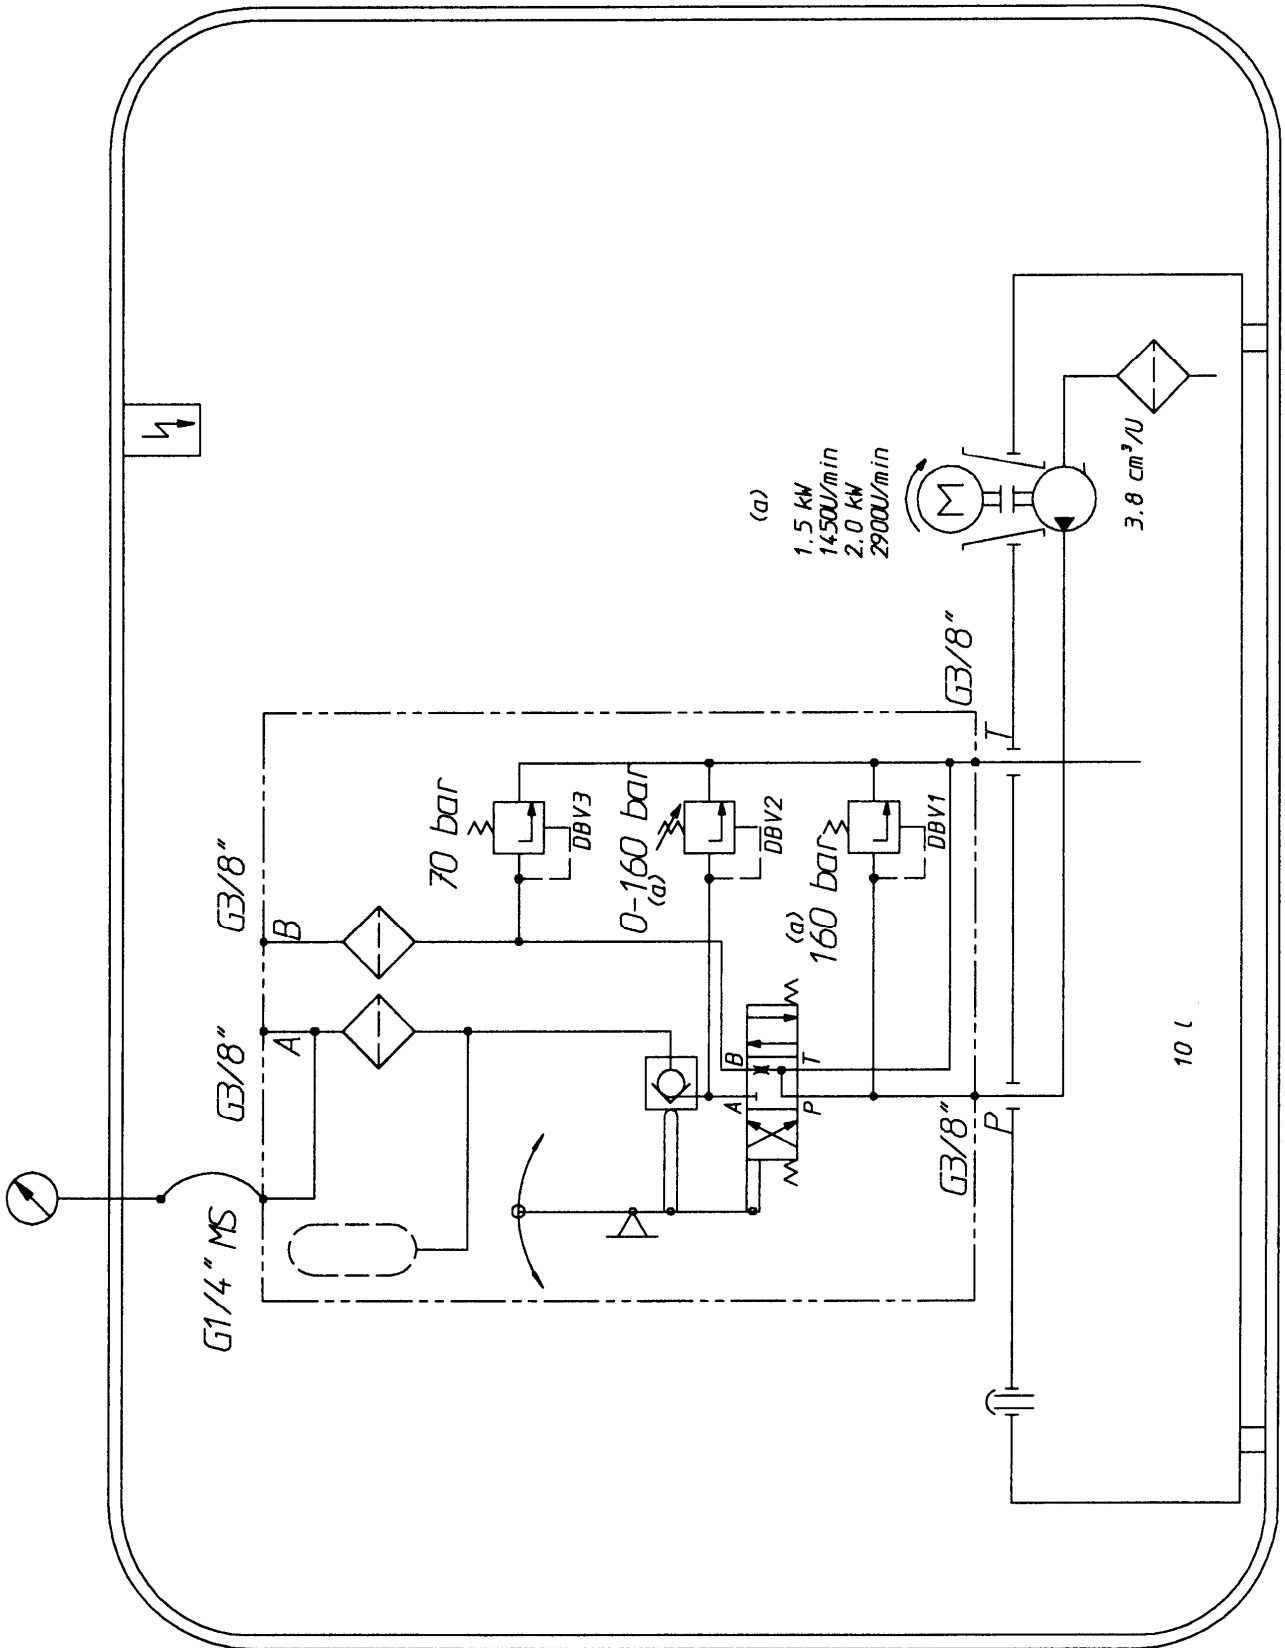 G1/4" MS
G3/8"
A
G3/8"
B
70 bar
DBV3
0-160 bar
(a)
DBV2
A
B
P
T
(a)
160 bar
DBV1
G3/8"
P
G3/8"
T
(a)
1.5 kW
1450U/min
2.0 kW
2900U/min
M
3.8 cm³/U
10 l